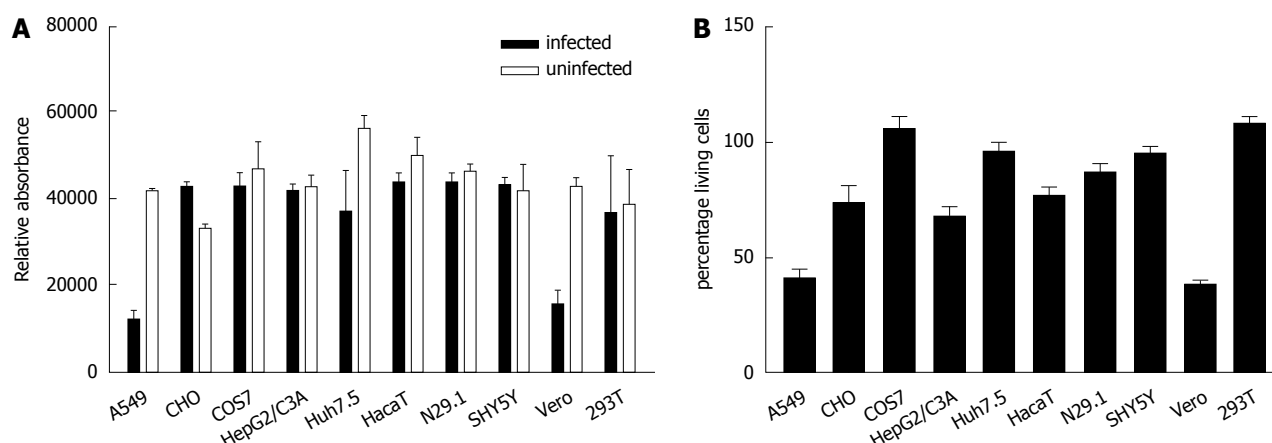 A
Relative absorbance
80000
60000
40000
20000
0
infected
uninfected
A549
CHO
COS7
HepG2/C3A
Huh7.5
HacaT
N29.1
SHY5Y
Vero
293T
B
percentage living cells
150
100
50
0
A549
CHO
COS7
HepG2/C3A
Huh7.5
HacaT
N29.1
SHY5Y
Vero
293T